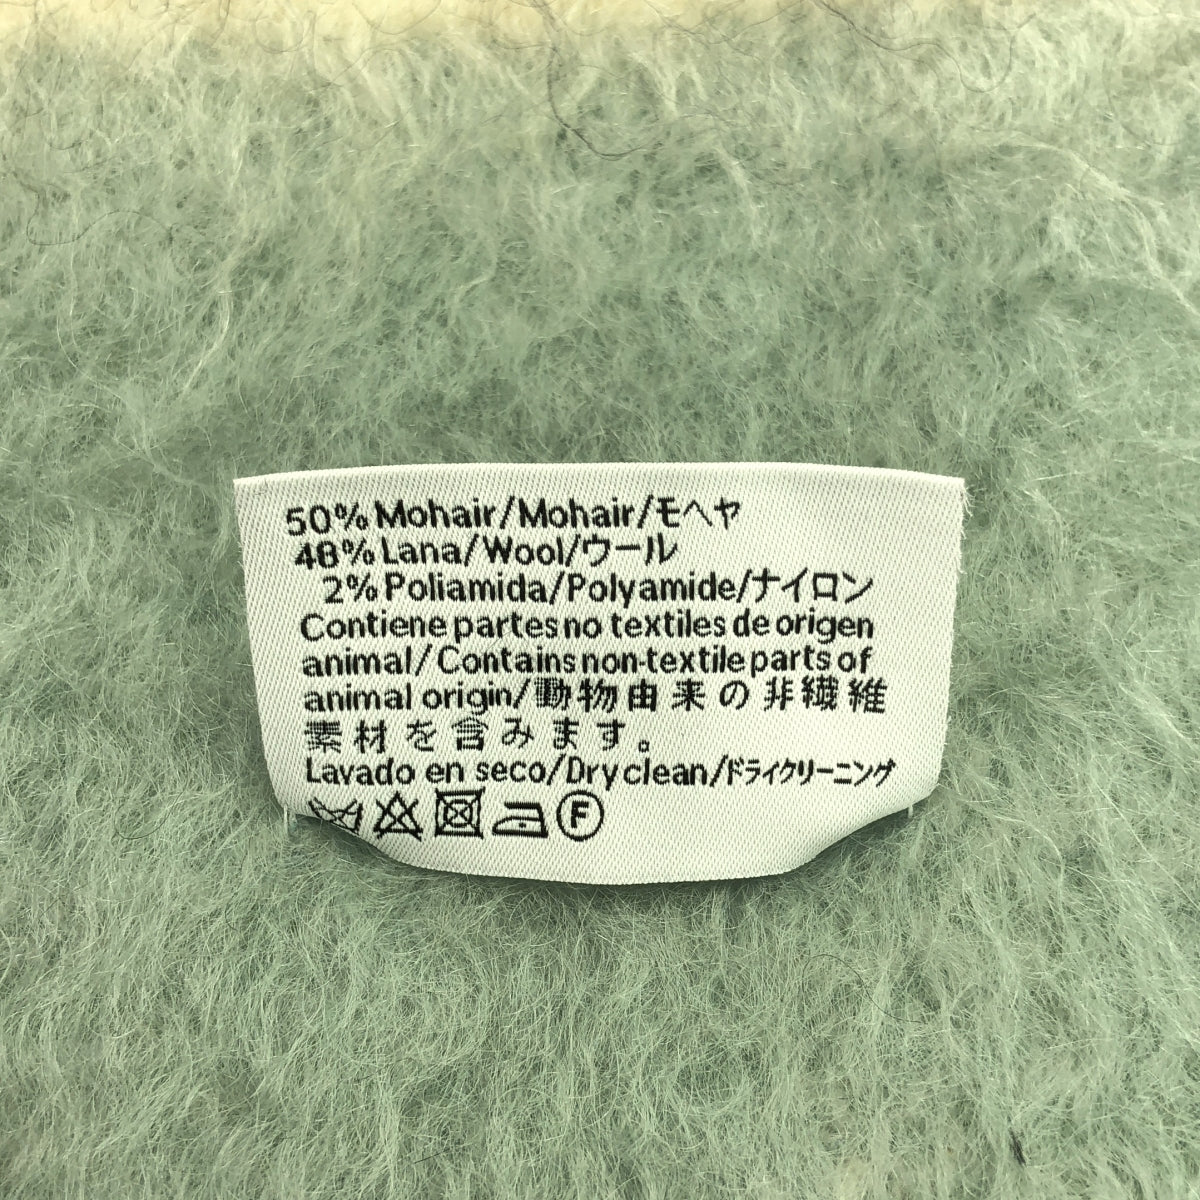 50% Mohair/Mohair/モヘヤ
48% Lana/Wool/ウール
2% Poliamida/Polyamide/ナイロン
Contiene partes no textiles de origen
animal/Contains non-textile parts of
animal origin/動物由来の非繊維
素材を含みます。
Lavado en seco/Dry clean/ドライクリーニング
F